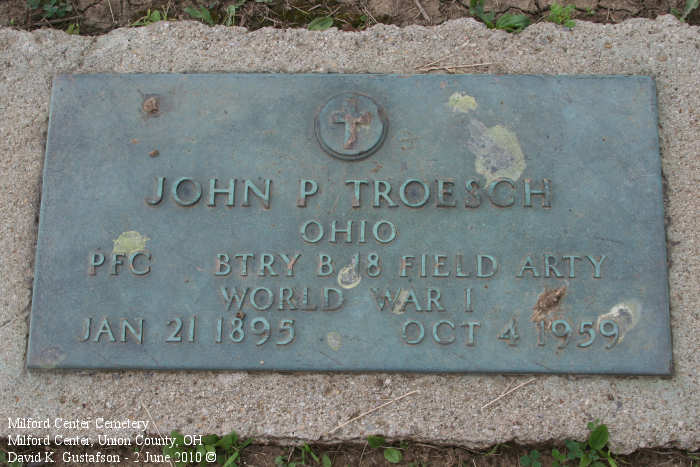 JOHN P TROESCH
OHIO
PFC BTRY B 18 FIELD ARTY
WORLD WAR I
JAN 21 1895 OCT 4 1959
Milford Center Cemetery
Milford Center, Union County, OH
David K. Gustafson - 2 June 2010 ©